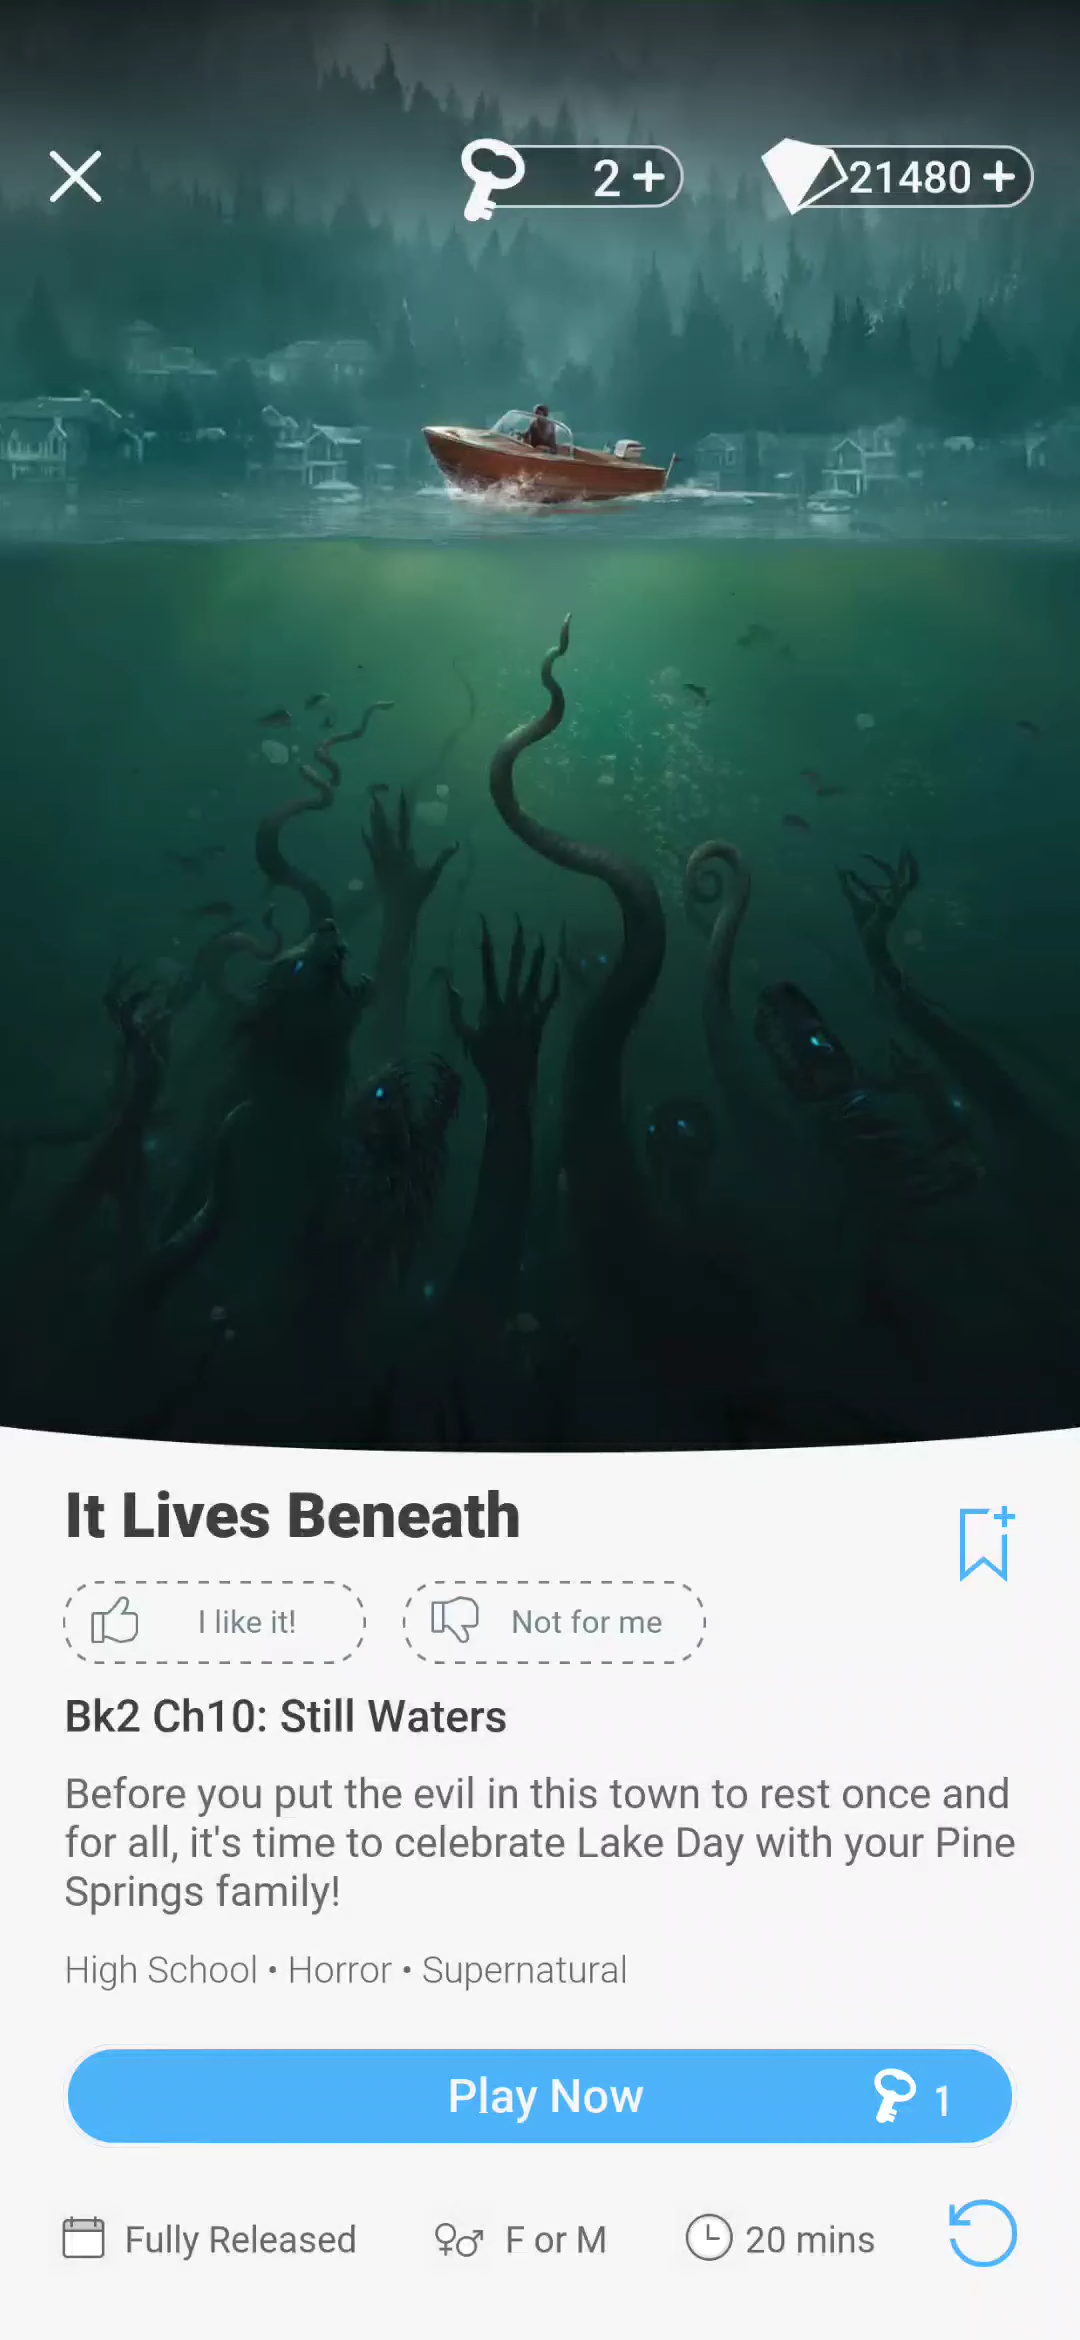 2 +
21480 +
It Lives Beneath
I like it!
Not for me
Bk2 Ch10: Still Waters
Before you put the evil in this town to rest once and
for all, it's time to celebrate Lake Day with your Pine
Springs family!
High School • Horror • Supernatural
Play Now 1
Fully Released
F or M
20 mins